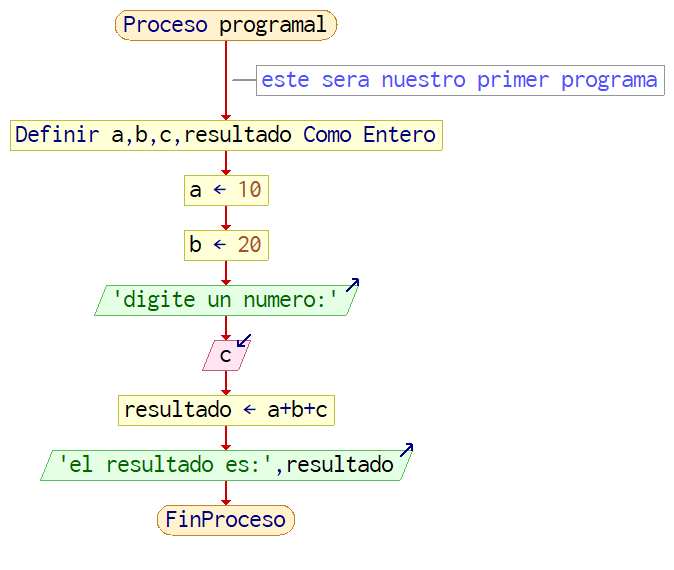 Proceso programal
este sera nuestro primer programa
Definir a,b,c,resultado Como Entero
a ← 10
b ← 20
'digite un numero:'
c
resultado ← a+b+c
'el resultado es:',resultado
FinProceso